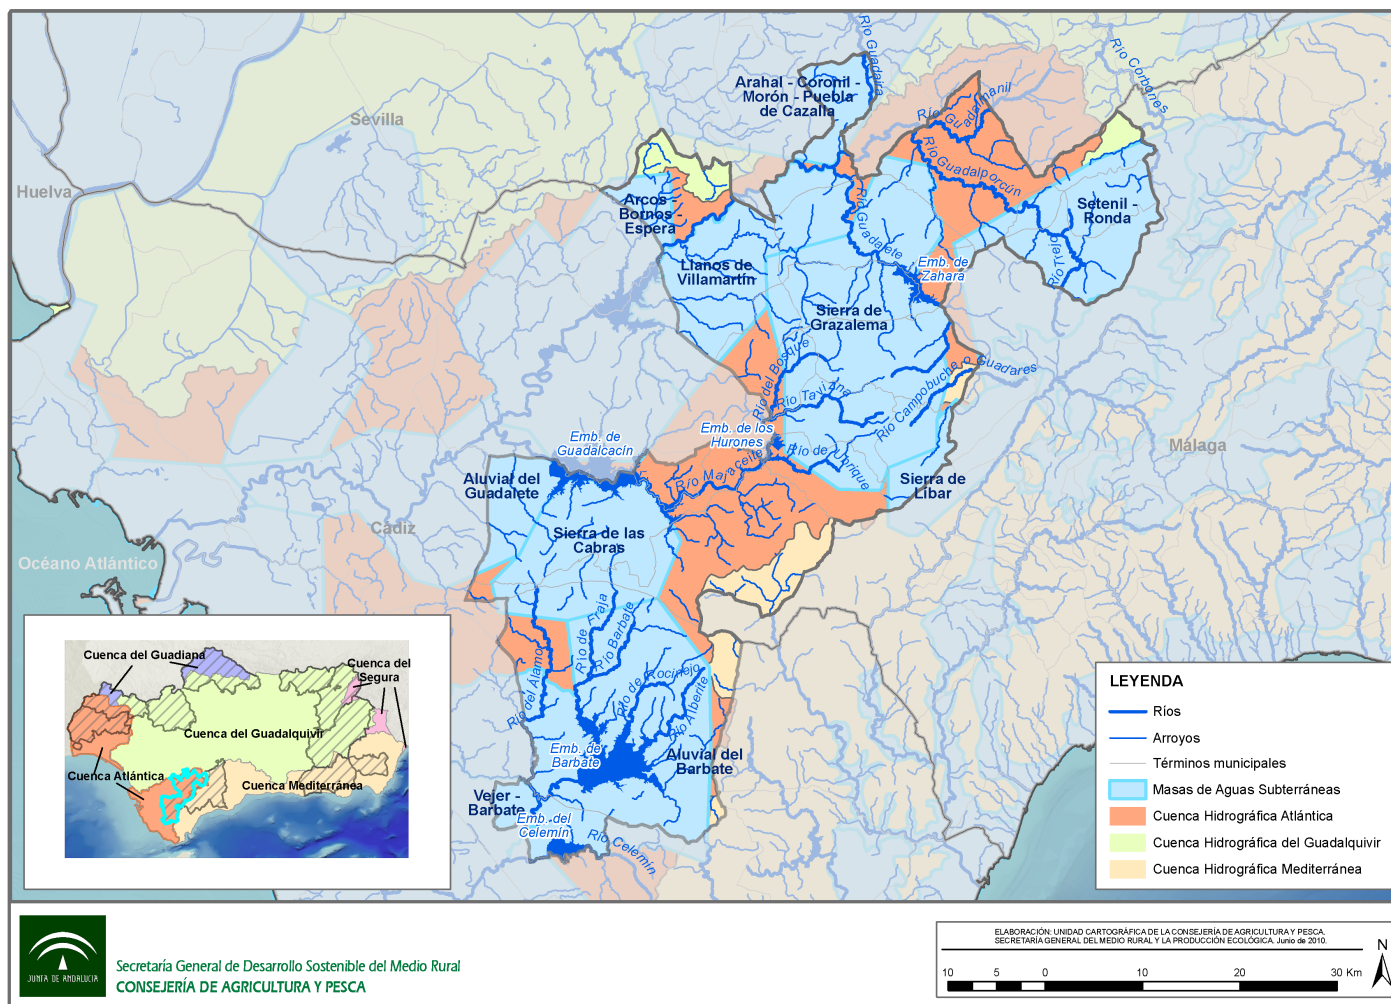 Río Guadaira
Río Corbones
Arahal - Coronil -
Morón - Puebla
de Cazalla
Río Guadalmanil
Sevilla
Río Guadalporcún
Huelva
Arcos -
Bornos -
Espera
Setenil -
Ronda
Río Guadalete
Río Trejo
Llanos de
Villamartín
Emb. de
Zahara
Sierra de
Grazalema
Río del Bosque
Río Campobuche o Guadares
Río Tavizna
Emb. de
Guadalcacín
Emb. de los
Hurones
Málaga
Río Majaceite
Río de Ubrique
Aluvial del
Guadalete
Sierra de
Líbar
Cádiz
Sierra de las
Cabras
Océano Atlántico
Río de Fraja
Río Barbate
Río del Álamo
Río de Rocinejo
Río Alberite
Emb. de
Barbate
Aluvial del
Barbate
Vejer -
Barbate
Emb. del
Celemín
Río Celemín
Cuenca del Guadiana
Cuenca del
Segura
Cuenca del Guadalquivir
Cuenca Atlántica
Cuenca Mediterránea
LEYENDA
Ríos
Arroyos
Términos municipales
Masas de Aguas Subterráneas
Cuenca Hidrográfica Atlántica
Cuenca Hidrográfica del Guadalquivir
Cuenca Hidrográfica Mediterránea
JUNTA DE ANDALUCIA
Secretaría General de Desarrollo Sostenible del Medio Rural
CONSEJERÍA DE AGRICULTURA Y PESCA
ELABORACIÓN: UNIDAD CARTOGRÁFICA DE LA CONSEJERÍA DE AGRICULTURA Y PESCA.
SECRETARÍA GENERAL DEL MEDIO RURAL Y LA PRODUCCIÓN ECOLÓGICA. Junio de 2010.
10 5 0 10 20 30 Km
N